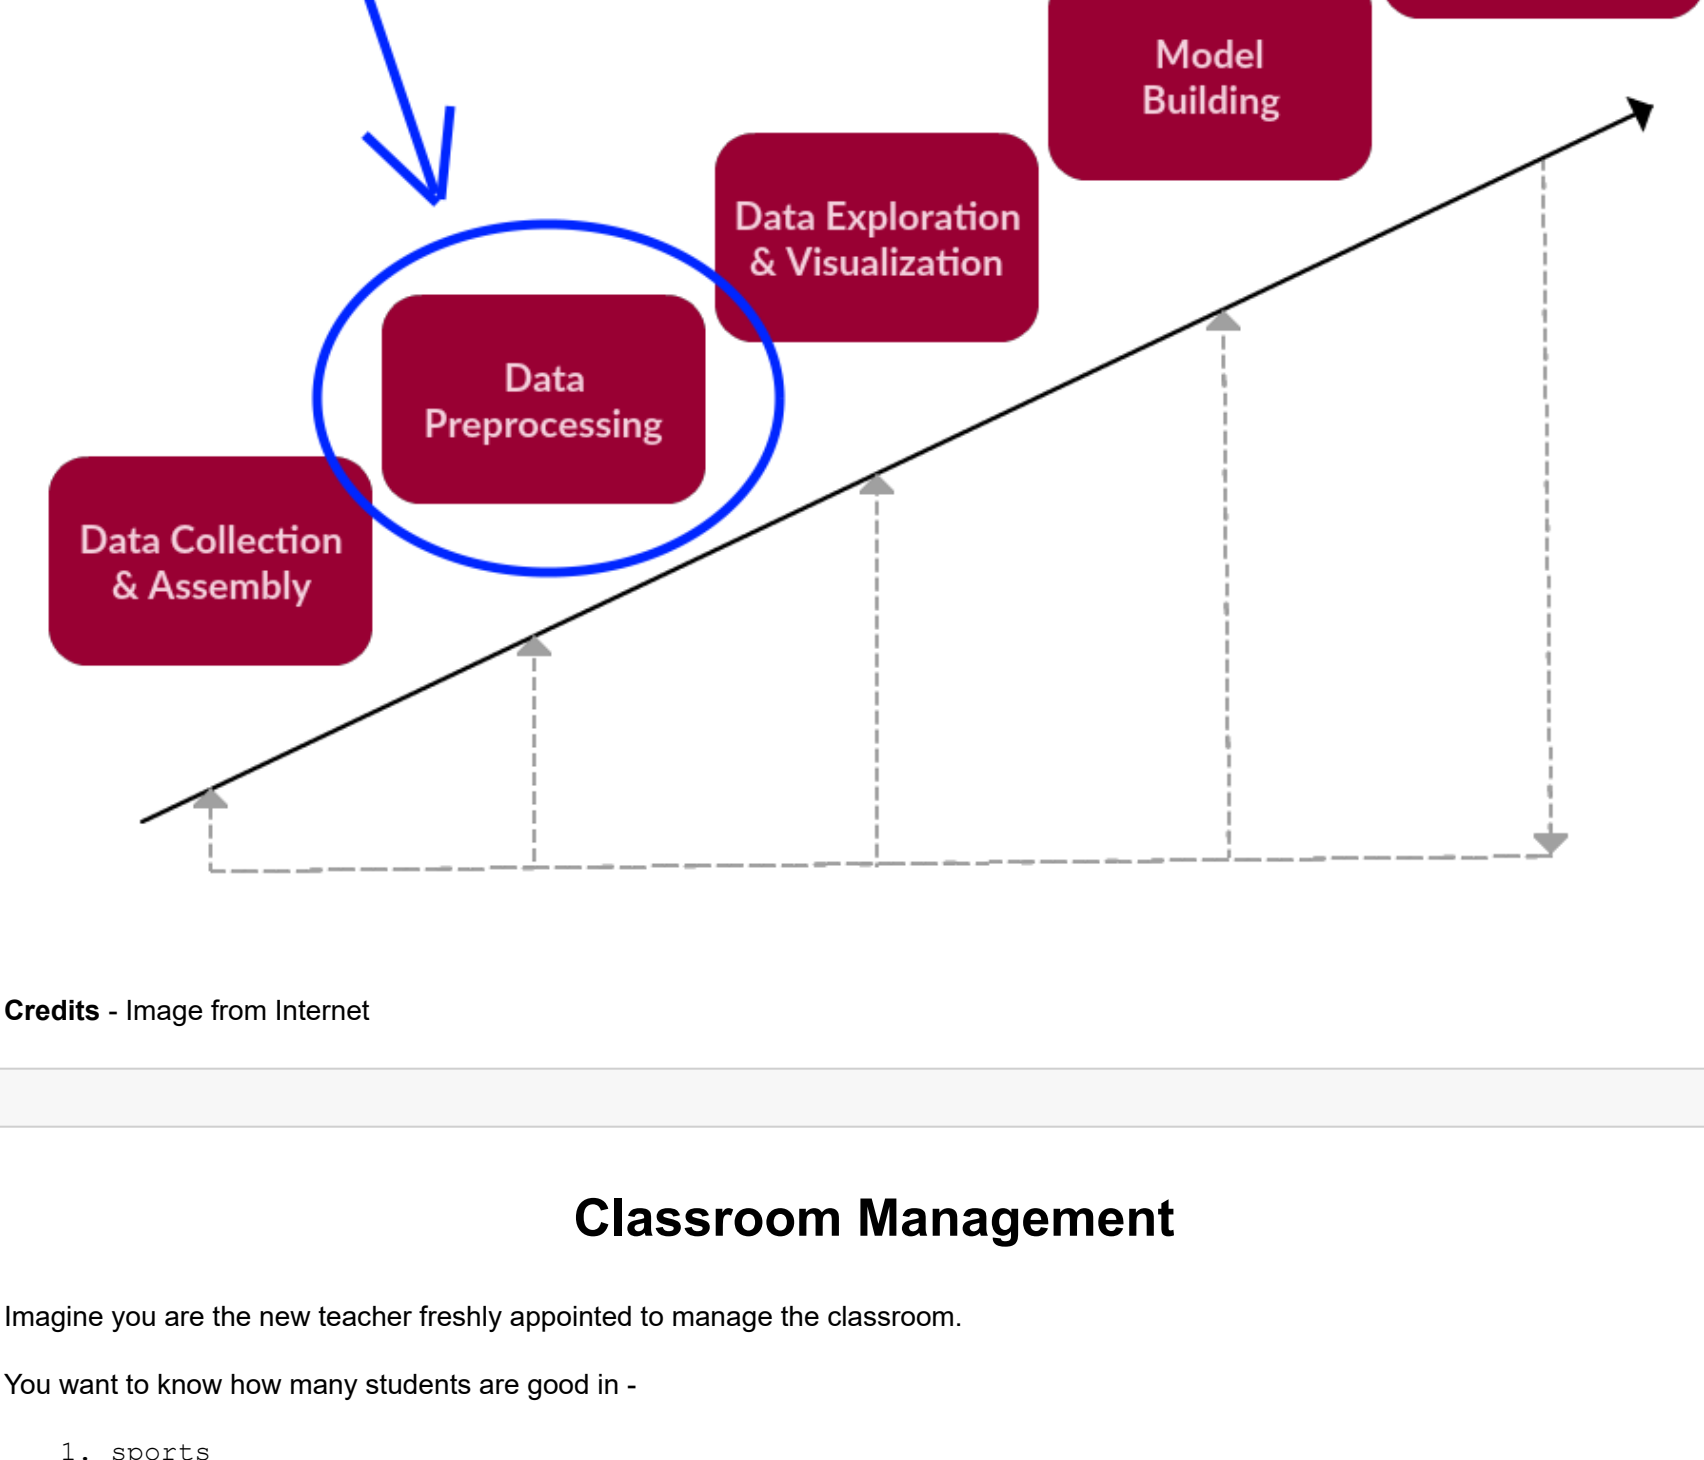 Model
Building
Data Exploration
& Visualization
Data
Preprocessing
Data Collection
& Assembly
Credits - Image from Internet
Classroom Management
Imagine you are the new teacher freshly appointed to manage the classroom.
You want to know how many students are good in -
1. sports